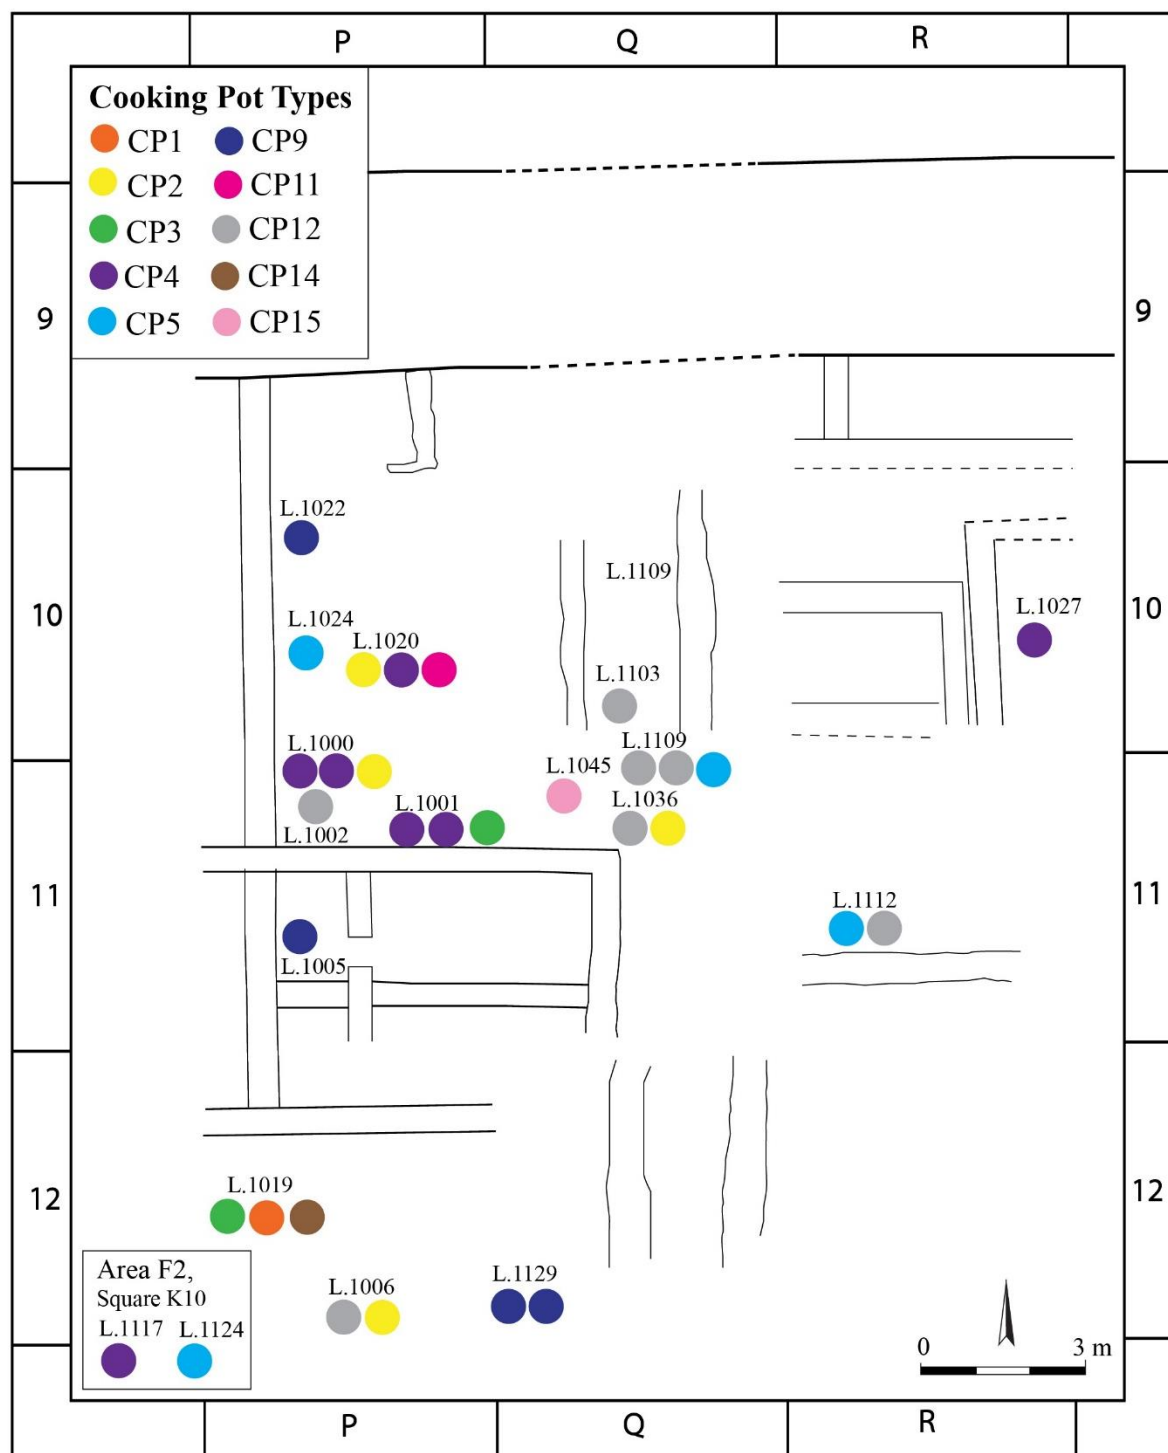 P Q R
Cooking Pot Types
CP1 CP9
CP2 CP11
CP3 CP12
CP4 CP14
CP5 CP15
9 9
L.1022
L.1109
10 10
L.1027
L.1024
L.1020
L.1103
L.1000
L.1109
L.1045
L.1001
L.1036
L.1002
11 11
L.1112
L.1005
12 12
L.1019
Area F2,
Square K10
L.1117 L.1124
L.1006
L.1129
0 3 m
P Q R